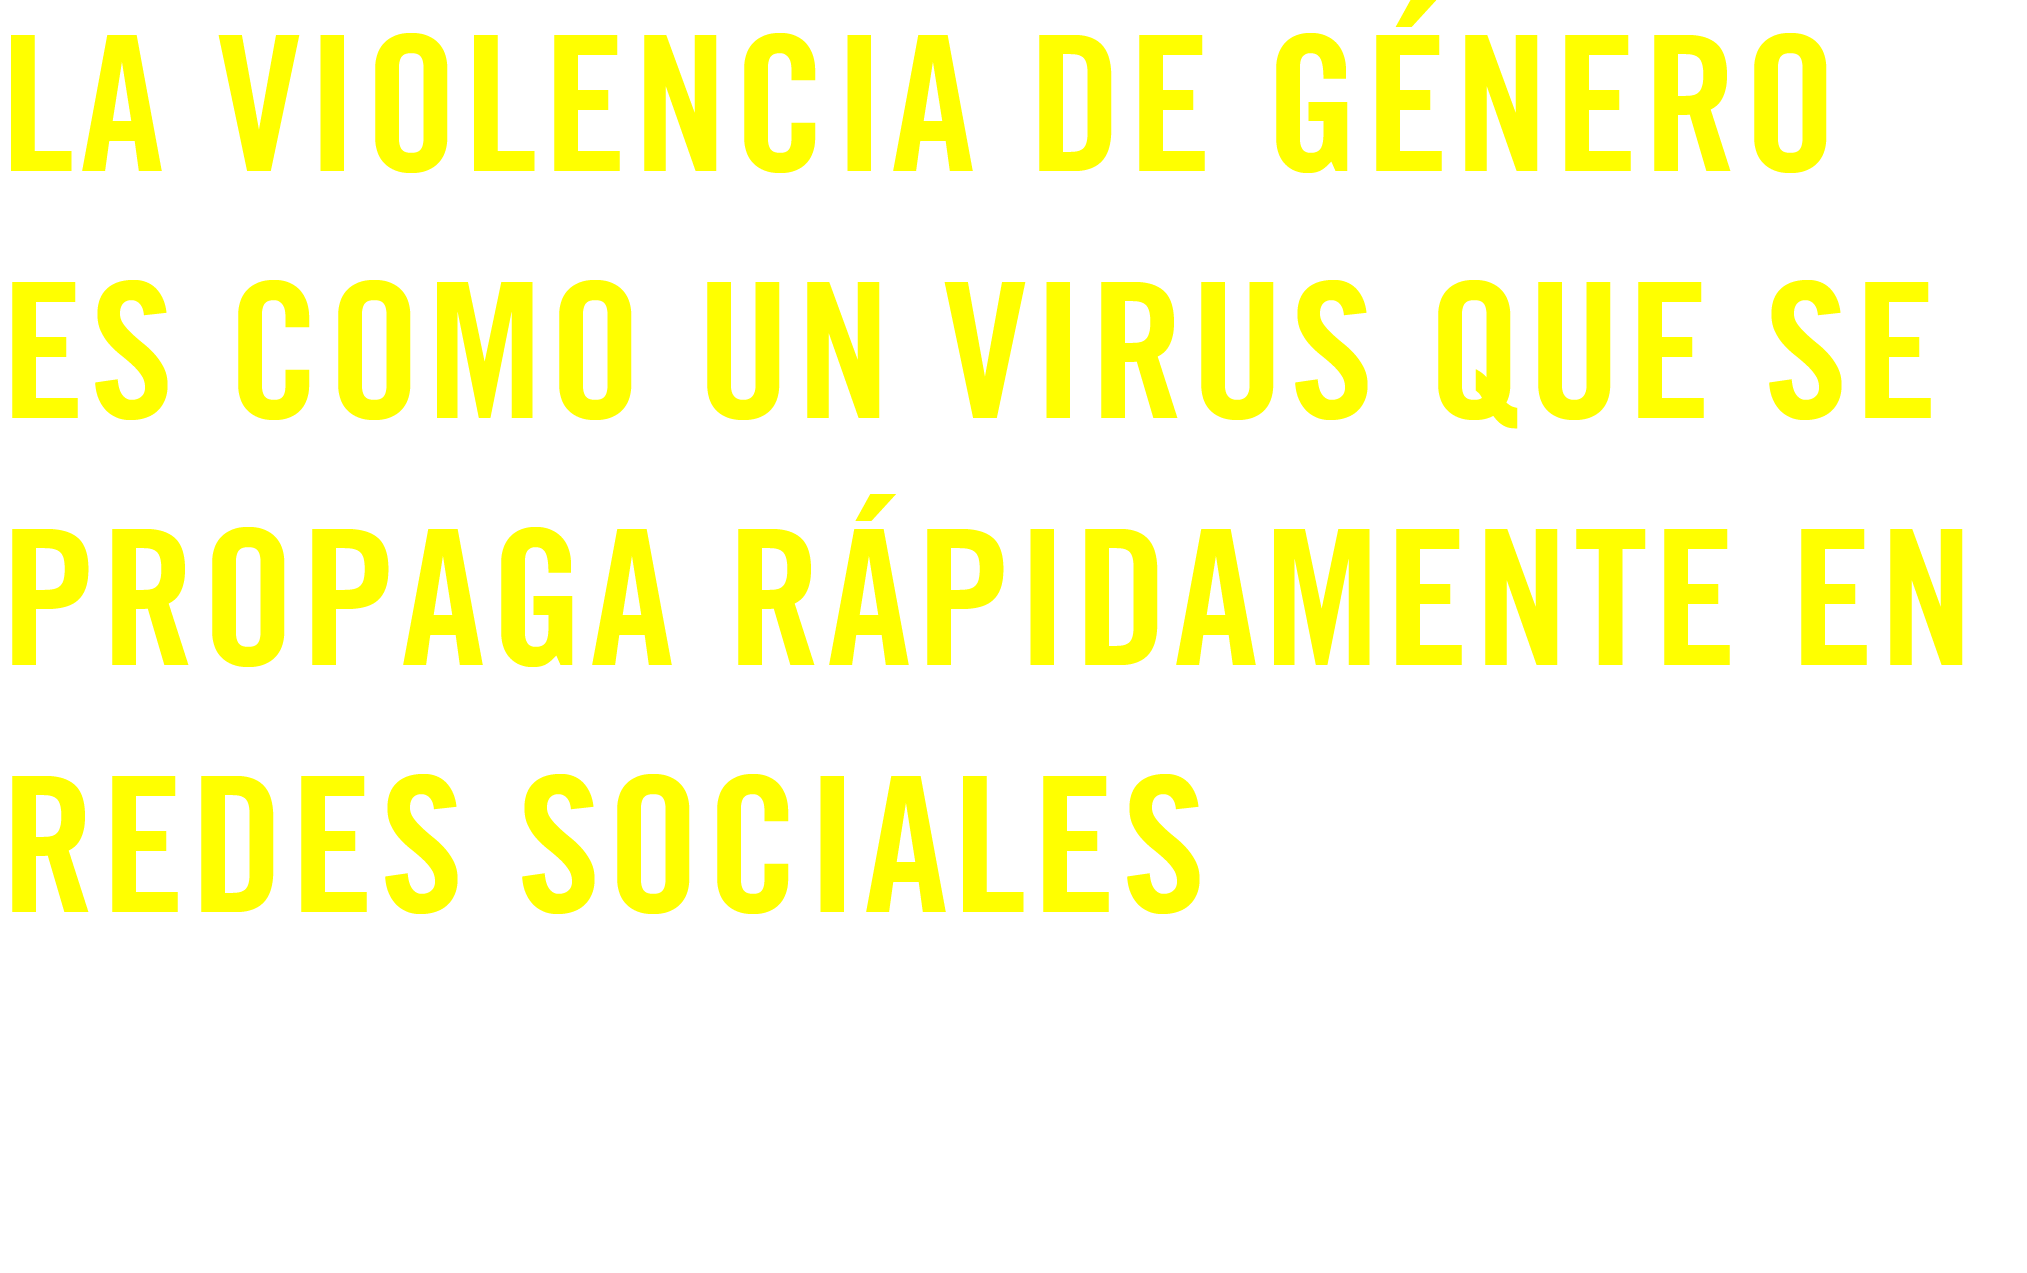 LA VIOLENCIA DE GÉNERO
ES COMO UN VIRUS QUE SE
PROPAGA RÁPIDAMENTE EN
REDES SOCIALES